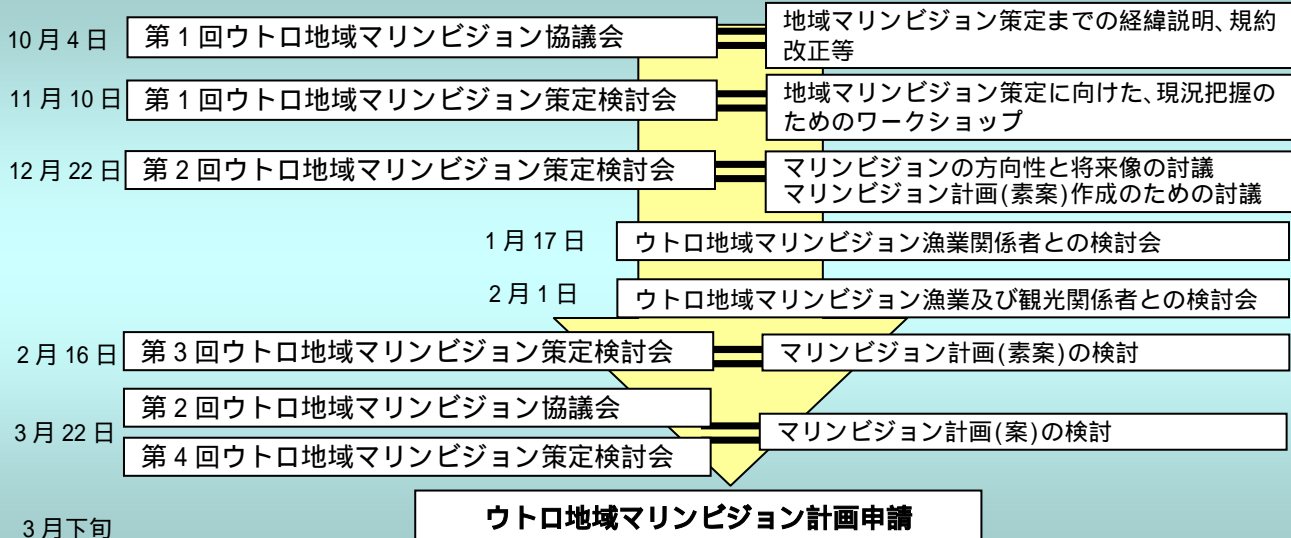 10月4日
第1回ウトロ地域マリンビジョン協議会
地域マリンビジョン策定までの経緯説明、規約
改正等
11月10日
第1回ウトロ地域マリンビジョン策定検討会
地域マリンビジョン策定に向けた、現況把握の
ためのワークショップ
12月22日
第2回ウトロ地域マリンビジョン策定検討会
マリンビジョンの方向性と将来像の討議
マリンビジョン計画(素案)作成のための討議
1月17日
ウトロ地域マリンビジョン漁業関係者との検討会
2月1日
ウトロ地域マリンビジョン漁業及び観光関係者との検討会
2月16日
第3回ウトロ地域マリンビジョン策定検討会
マリンビジョン計画(素案)の検討
3月22日
第2回ウトロ地域マリンビジョン協議会
第4回ウトロ地域マリンビジョン策定検討会
マリンビジョン計画(案)の検討
3月下旬
ウトロ地域マリンビジョン計画申請